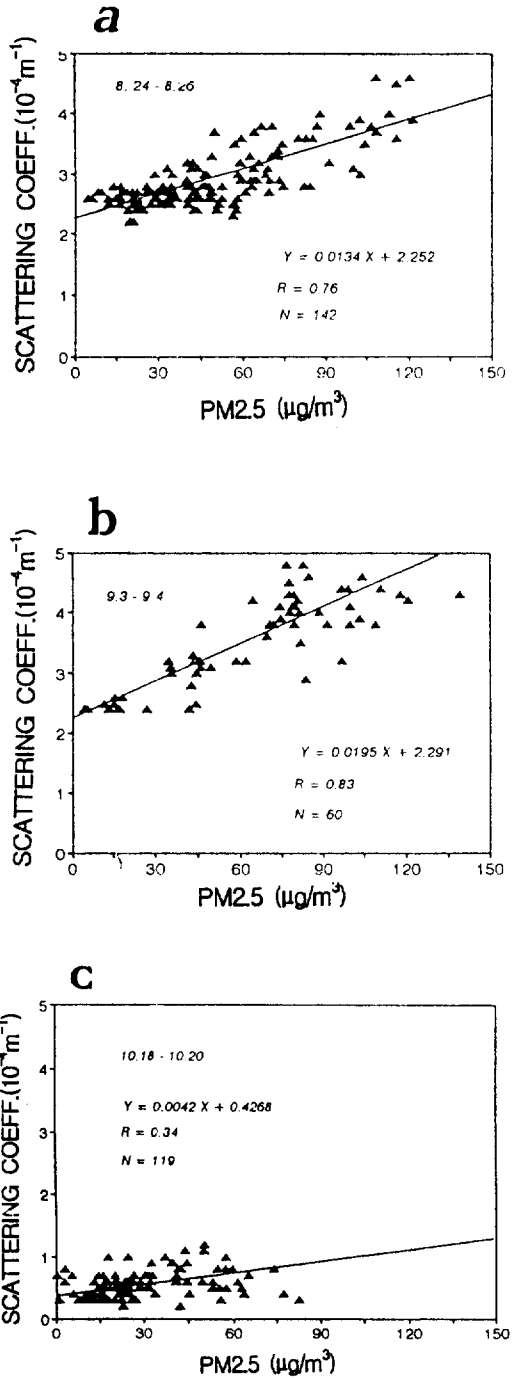 a
SCATTERING COEFF.(10⁻⁴m⁻¹)
5
4
3
2
1
0
8.24 - 8.26
Y = 0.0134 X + 2.252
R = 0.76
N = 142
0 30 60 90 120 150
PM2.5 (µg/m³)
b
SCATTERING COEFF.(10⁻⁴m⁻¹)
5
4
3
2
1
0
9.3 - 9.4
Y = 0.0195 X + 2.291
R = 0.83
N = 60
0 30 60 90 120 150
PM2.5 (µg/m³)
c
SCATTERING COEFF.(10⁻⁴m⁻¹)
5
4
3
2
1
0
10.18 - 10.20
Y = 0.0042 X + 0.4268
R = 0.34
N = 119
0 30 60 90 120 150
PM2.5 (µg/m³)